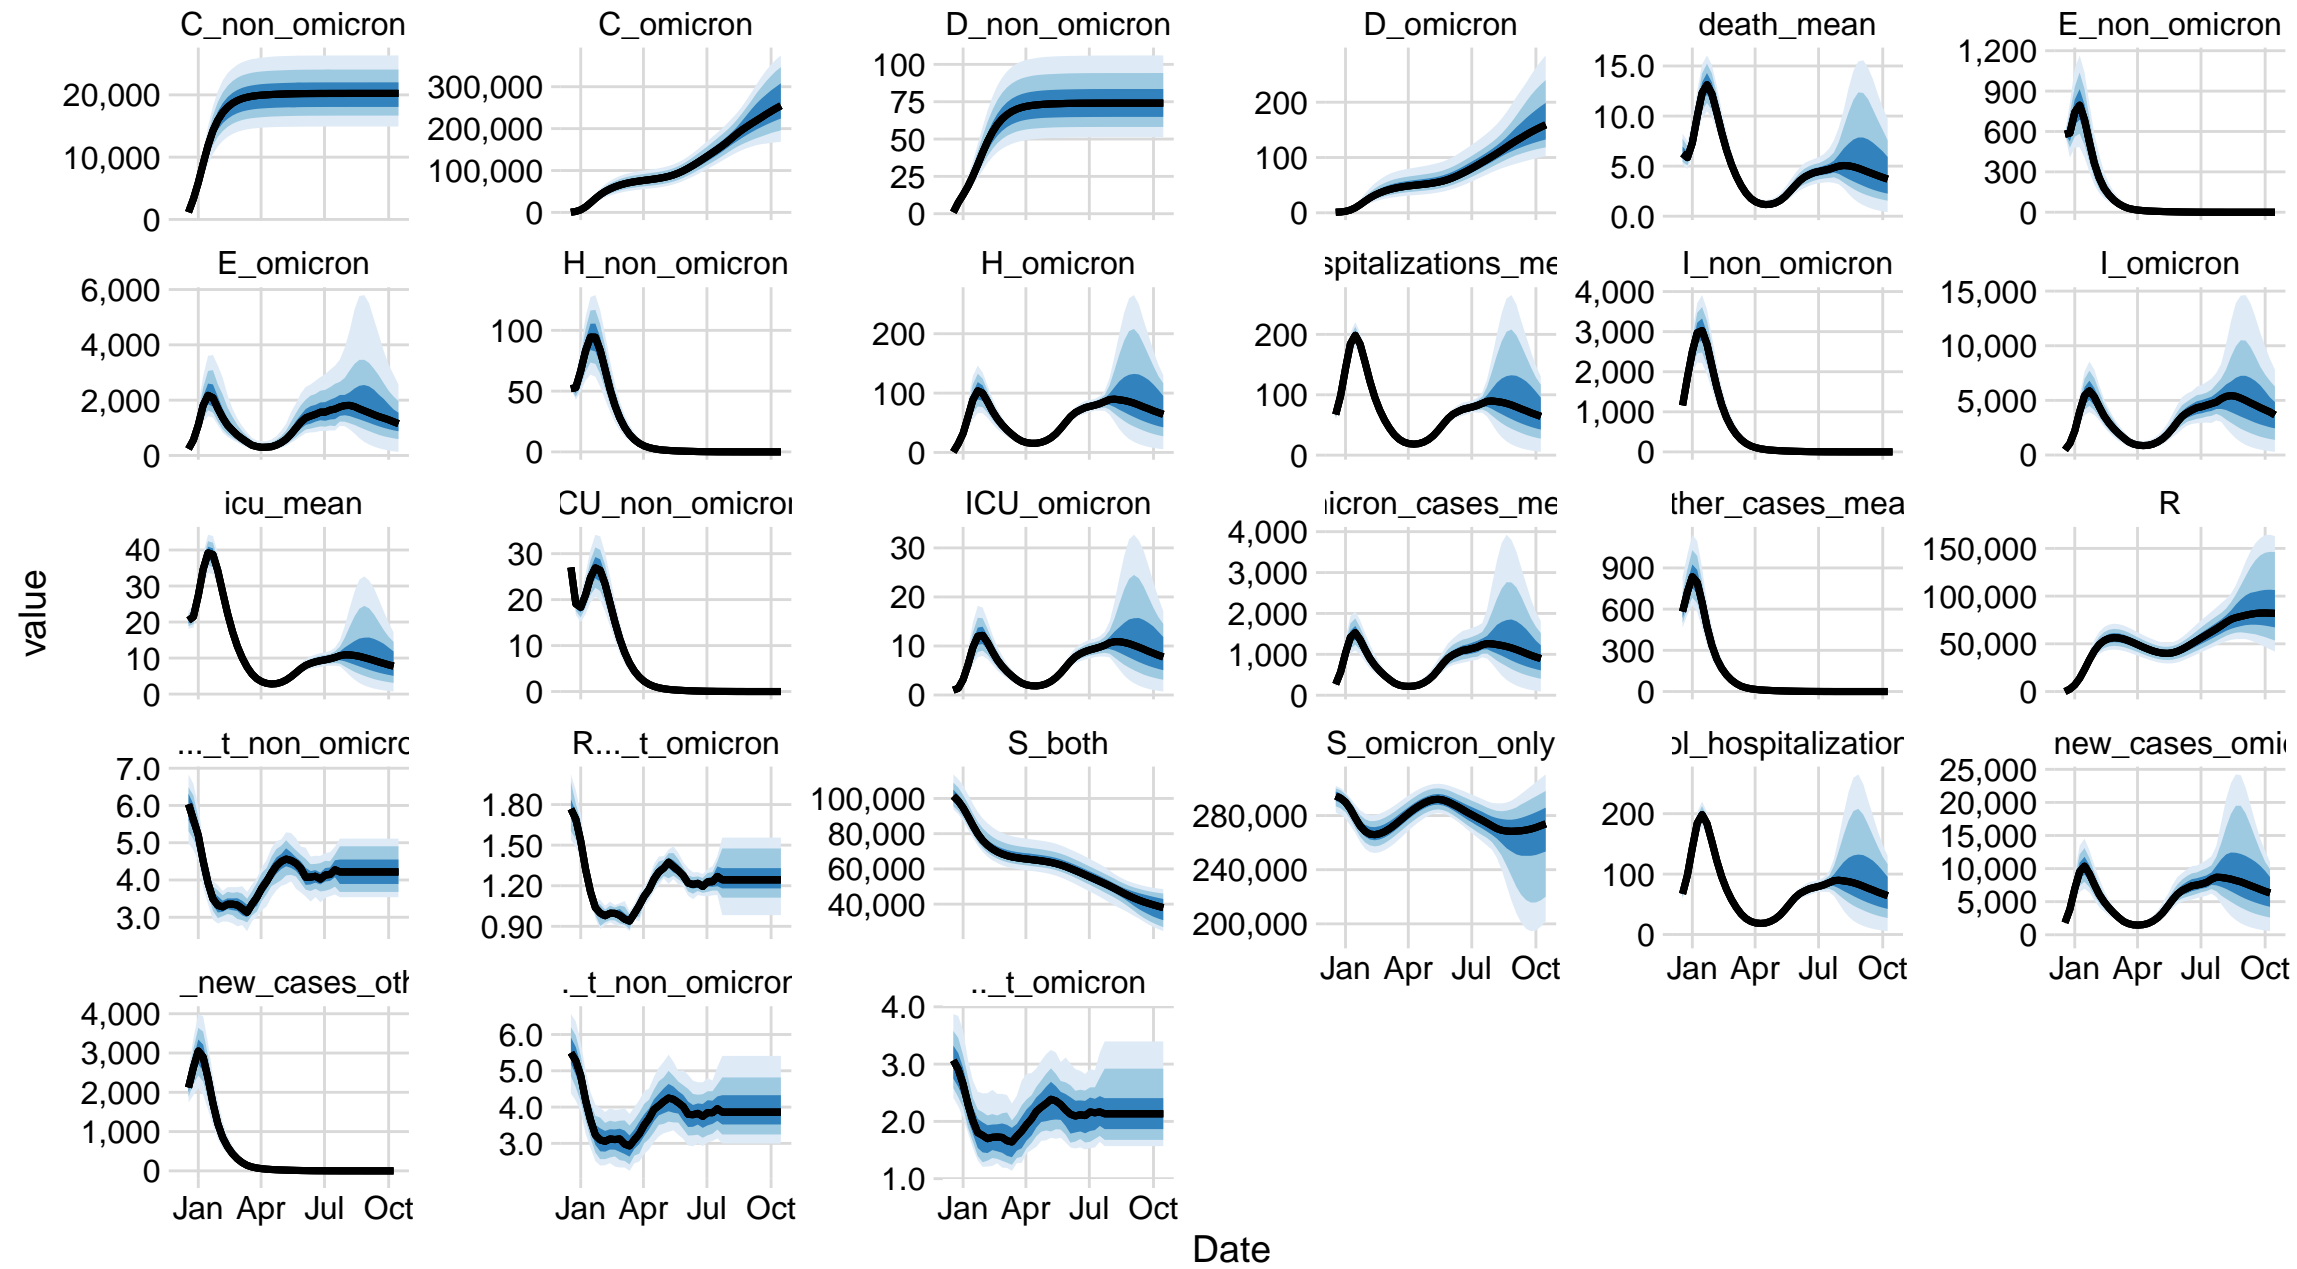 C_non_omicron C_omicron D_non_omicron D_omicron death_mean E_non_omicron
20,000 10,000 0
300,000 200,000 100,000 0
100 75 50 25 0
200 100 0
15.0 10.0 5.0 0.0
1,200 900 600 300 0
E_omicron H_non_omicron H_omicron spitalizations_me I_non_omicron I_omicron
6,000 4,000 2,000 0
100 50 0
200 100 0
200 100 0
4,000 3,000 2,000 1,000 0
15,000 10,000 5,000 0
icu_mean CU_non_omicron ICU_omicron icron_cases_me ther_cases_mea R
40 30 20 10 0
30 20 10 0
30 20 10 0
4,000 3,000 2,000 1,000 0
900 600 300 0
150,000 100,000 50,000 0
..._t_non_omicro R..._t_omicron S_both S_omicron_only ol_hospitalization new_cases_omi
7.0 6.0 5.0 4.0 3.0
1.80 1.50 1.20 0.90
100,000 80,000 60,000 40,000
280,000 240,000 200,000
200 100 0
25,000 20,000 15,000 10,000 5,000 0
Jan Apr Jul Oct
Jan Apr Jul Oct
Jan Apr Jul Oct
_new_cases_oth ._t_non_omicron .._t_omicron
4,000 3,000 2,000 1,000 0
6.0 5.0 4.0 3.0
4.0 3.0 2.0 1.0
Jan Apr Jul Oct
Jan Apr Jul Oct
Jan Apr Jul Oct
value
Date